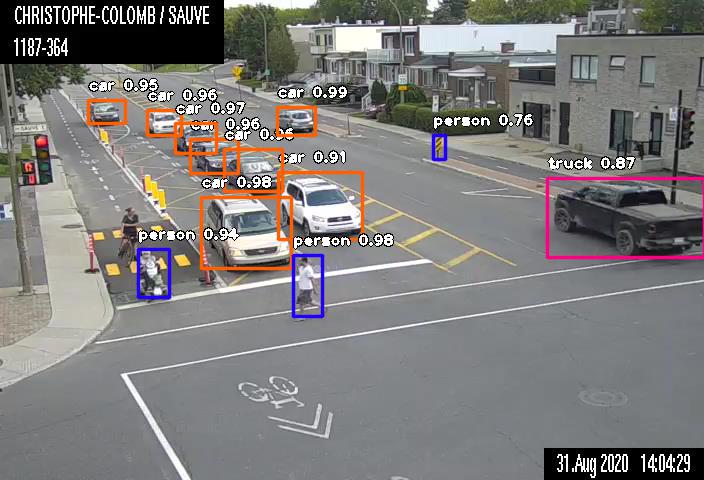 CHRISTOPHE-COLOMB / SAUVE
1187-364
car 0.95
car 0.96
car 0.97
car 0.96
car 0.99
car 0.91
car 0.98
person 0.76
truck 0.87
person 0.94
person 0.98
31.Aug 2020 14:04:29